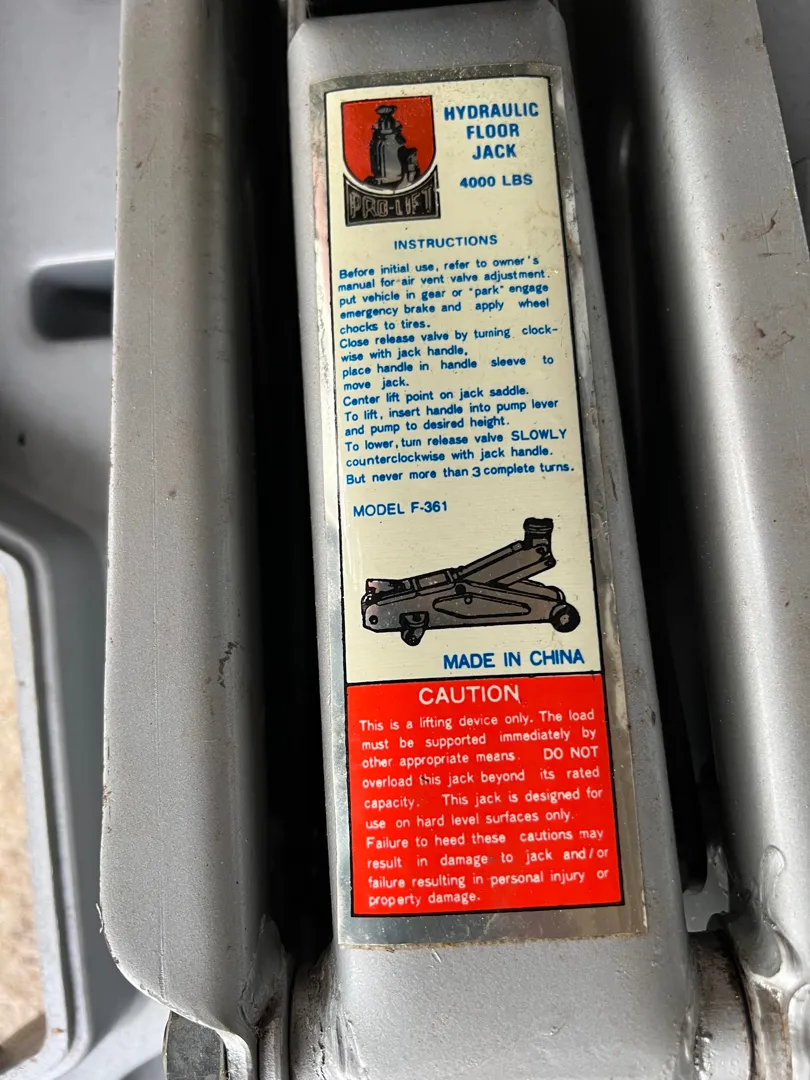 HYDRAULIC
FLOOR
JACK
4000 LBS
PRO-LIFT
INSTRUCTIONS
Before initial use, refer to owner's
manual for air vent valve adjustment.
put vehicle in gear or "park" engage
emergency brake and apply wheel
chocks to tires.
Close release valve by turning clock-
wise with jack handle,
place handle in handle sleeve to
move jack.
Center lift point on jack saddle.
To lift, insert handle into pump lever
and pump to desired height.
To lower, turn release valve SLOWLY
counterclockwise with jack handle.
But never more than 3 complete turns.
MODEL F-361
MADE IN CHINA
CAUTION
This is a lifting device only. The load
must be supported immediately by
other appropriate means. DO NOT
overload this jack beyond its rated
capacity. This jack is designed for
use on hard level surfaces only.
Failure to heed these cautions may
result in damage to jack and/or
failure resulting in personal injury or
property damage.